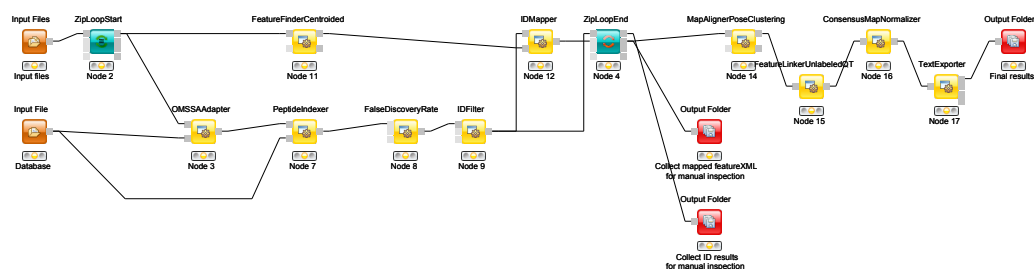 Input Files
ZipLoopStart
FeatureFinderCentroided
IDMapper
ZipLoopEnd
MapAlignerPoseClustering
ConsensusMapNormalizer
Output Folder
Input files
Node 2
Node 11
Node 12
Node 4
Node 14
FeatureLinkerUnlabeledQT
Node 16
TextExporter
Final results
Input File
OMSSAAdapter
PeptideIndexer
FalseDiscoveryRate
IDFilter
Output Folder
Node 15
Node 17
Database
Node 3
Node 7
Node 8
Node 9
Collect mapped featureXML
for manual inspection
Output Folder
Collect ID results
for manual inspection